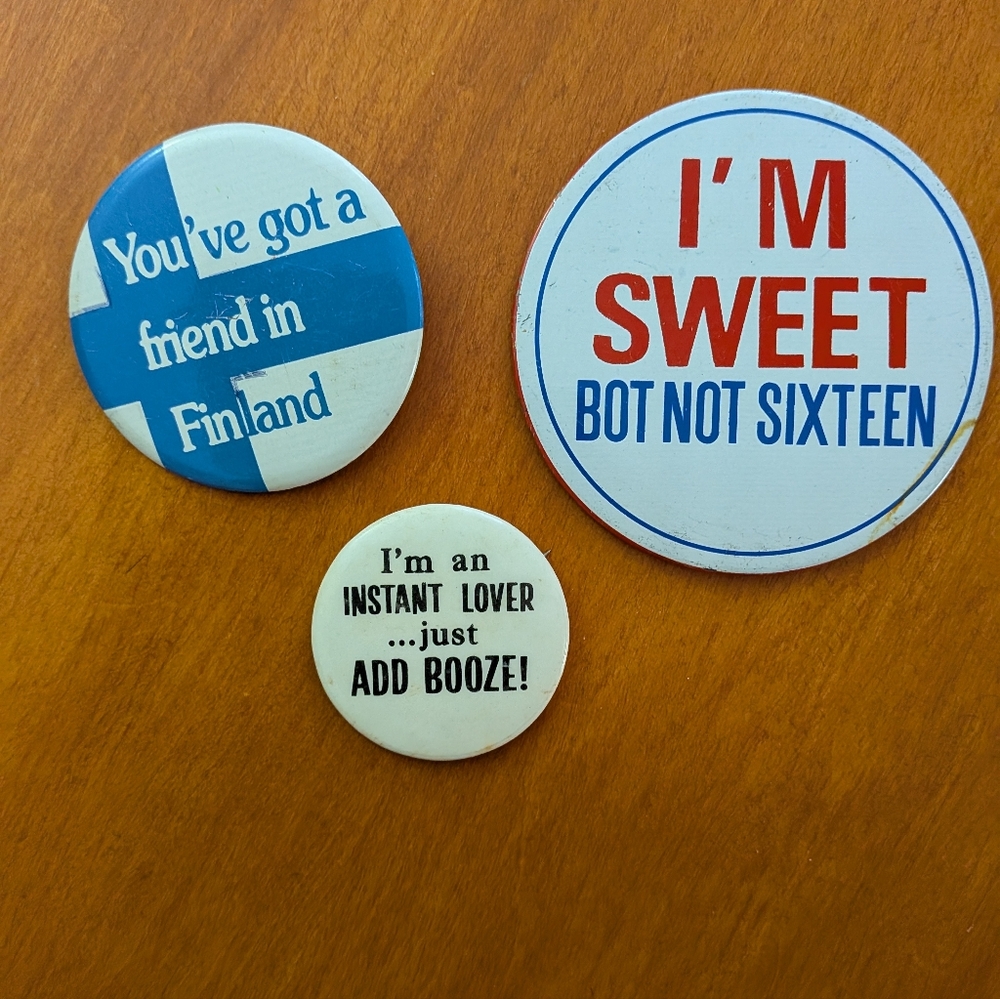 You've got a
friend in
Finland
I'M
SWEET
BOT NOT SIXTEEN
I'm an
INSTANT LOVER
...just
ADD BOOZE!